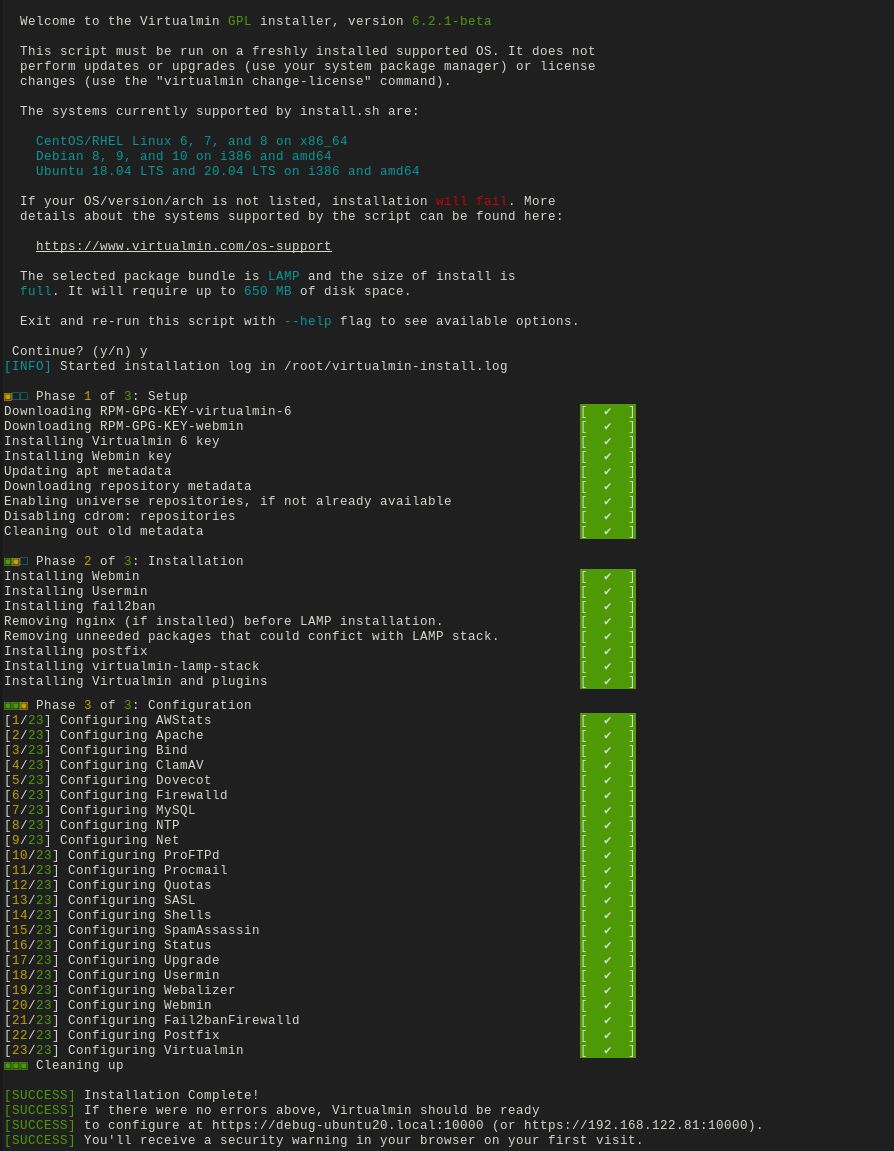 Welcome to the Virtualmin GPL installer, version 6.2.1-beta
This script must be run on a freshly installed supported OS. It does not
perform updates or upgrades (use your system package manager) or license
changes (use the "virtualmin change-license" command).
The systems currently supported by install.sh are:
CentOS/RHEL Linux 6, 7, and 8 on x86_64
Debian 8, 9, and 10 on i386 and amd64
Ubuntu 18.04 LTS and 20.04 LTS on i386 and amd64
If your OS/version/arch is not listed, installation will fail. More
details about the systems supported by the script can be found here:
https://www.virtualmin.com/os-support
The selected package bundle is LAMP and the size of install is
full. It will require up to 650 MB of disk space.
Exit and re-run this script with --help flag to see available options.
Continue? (y/n) y
[INFO] Started installation log in /root/virtualmin-install.log
▣□□ Phase 1 of 3: Setup
Downloading RPM-GPG-KEY-virtualmin-6 [ ✔ ]
Downloading RPM-GPG-KEY-webmin [ ✔ ]
Installing Virtualmin 6 key [ ✔ ]
Installing Webmin key [ ✔ ]
Updating apt metadata [ ✔ ]
Downloading repository metadata [ ✔ ]
Enabling universe repositories, if not already available [ ✔ ]
Disabling cdrom: repositories [ ✔ ]
Cleaning out old metadata [ ✔ ]
▣▣□ Phase 2 of 3: Installation
Installing Webmin [ ✔ ]
Installing Usermin [ ✔ ]
Installing fail2ban [ ✔ ]
Removing nginx (if installed) before LAMP installation. [ ✔ ]
Removing unneeded packages that could confict with LAMP stack. [ ✔ ]
Installing postfix [ ✔ ]
Installing virtualmin-lamp-stack [ ✔ ]
Installing Virtualmin and plugins [ ✔ ]
▣▣▣ Phase 3 of 3: Configuration
[1/23] Configuring AWStats [ ✔ ]
[2/23] Configuring Apache [ ✔ ]
[3/23] Configuring Bind [ ✔ ]
[4/23] Configuring ClamAV [ ✔ ]
[5/23] Configuring Dovecot [ ✔ ]
[6/23] Configuring Firewalld [ ✔ ]
[7/23] Configuring MySQL [ ✔ ]
[8/23] Configuring NTP [ ✔ ]
[9/23] Configuring Net [ ✔ ]
[10/23] Configuring ProFTPd [ ✔ ]
[11/23] Configuring Procmail [ ✔ ]
[12/23] Configuring Quotas [ ✔ ]
[13/23] Configuring SASL [ ✔ ]
[14/23] Configuring Shells [ ✔ ]
[15/23] Configuring SpamAssassin [ ✔ ]
[16/23] Configuring Status [ ✔ ]
[17/23] Configuring Upgrade [ ✔ ]
[18/23] Configuring Usermin [ ✔ ]
[19/23] Configuring Webalizer [ ✔ ]
[20/23] Configuring Webmin [ ✔ ]
[21/23] Configuring Fail2banFirewalld [ ✔ ]
[22/23] Configuring Postfix [ ✔ ]
[23/23] Configuring Virtualmin [ ✔ ]
▣▣▣ Cleaning up
[SUCCESS] Installation Complete!
[SUCCESS] If there were no errors above, Virtualmin should be ready
[SUCCESS] to configure at https://debug-ubuntu20.local:10000 (or https://192.168.122.81:10000).
[SUCCESS] You'll receive a security warning in your browser on your first visit.